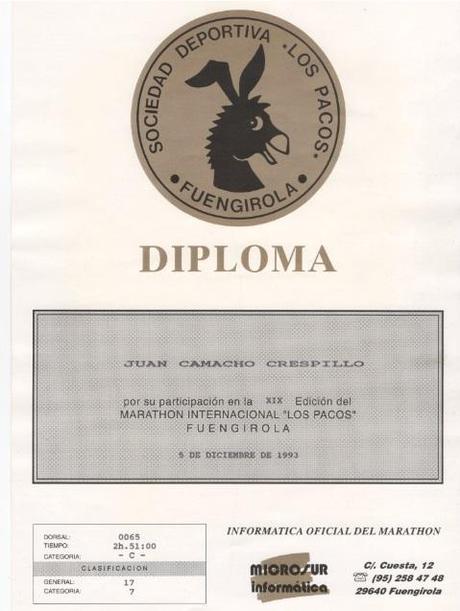 SOCIEDAD DEPORTIVA "LOS PACOS"
• FUENGIROLA •
DIPLOMA
JUAN CAMACHO CRESPILLO
por su participación en la XIX Edición del
MARATHON INTERNACIONAL "LOS PACOS"
FUENGIROLA
5 DE DICIEMBRE DE 1993
DORSAL: 0065
TIEMPO: 2h.51:00
CATEGORIA: - C -
CLASIFICACION
GENERAL: 17
CATEGORIA: 7
INFORMATICA OFICIAL DEL MARATHON
MICROSUR
informática
C/. Cuesta, 12
☏ (95) 258 47 48
29640 Fuengirola